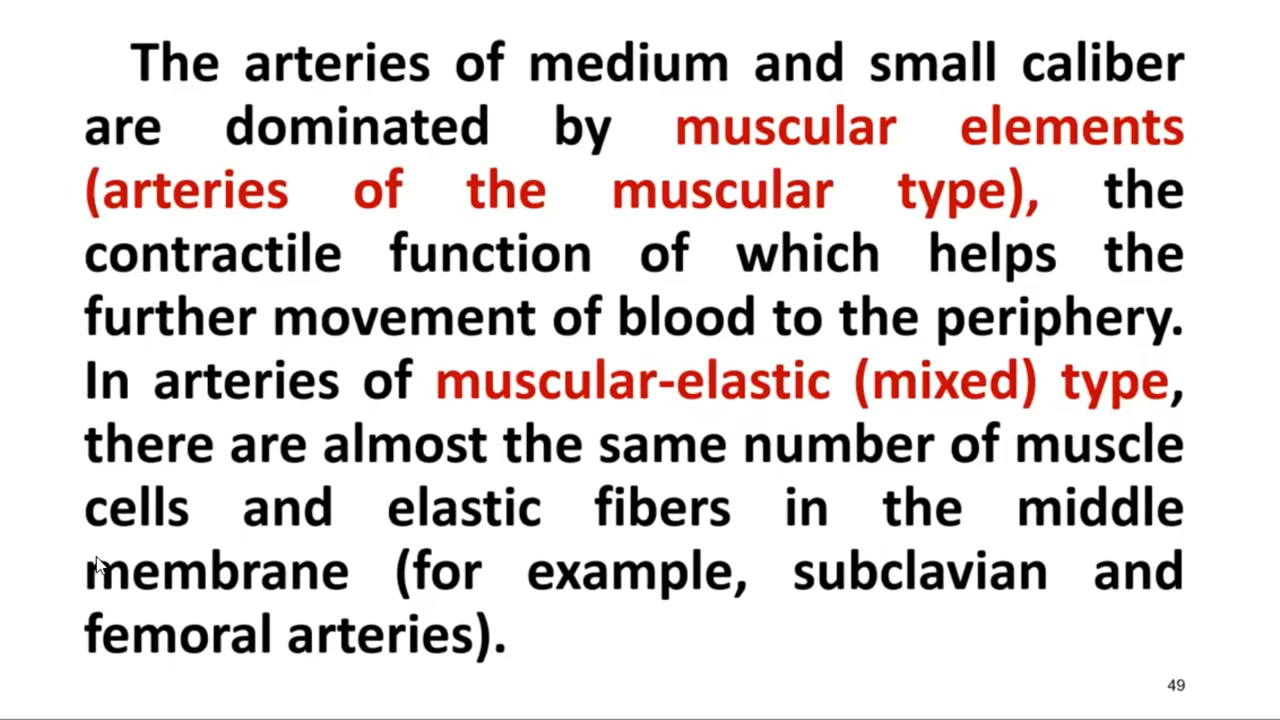 The arteries of medium and small caliber
are dominated by muscular elements
(arteries of the muscular type), the
contractile function of which helps the
further movement of blood to the periphery.
In arteries of muscular-elastic (mixed) type,
there are almost the same number of muscle
cells and elastic fibers in the middle
membrane (for example, subclavian and
femoral arteries).
49